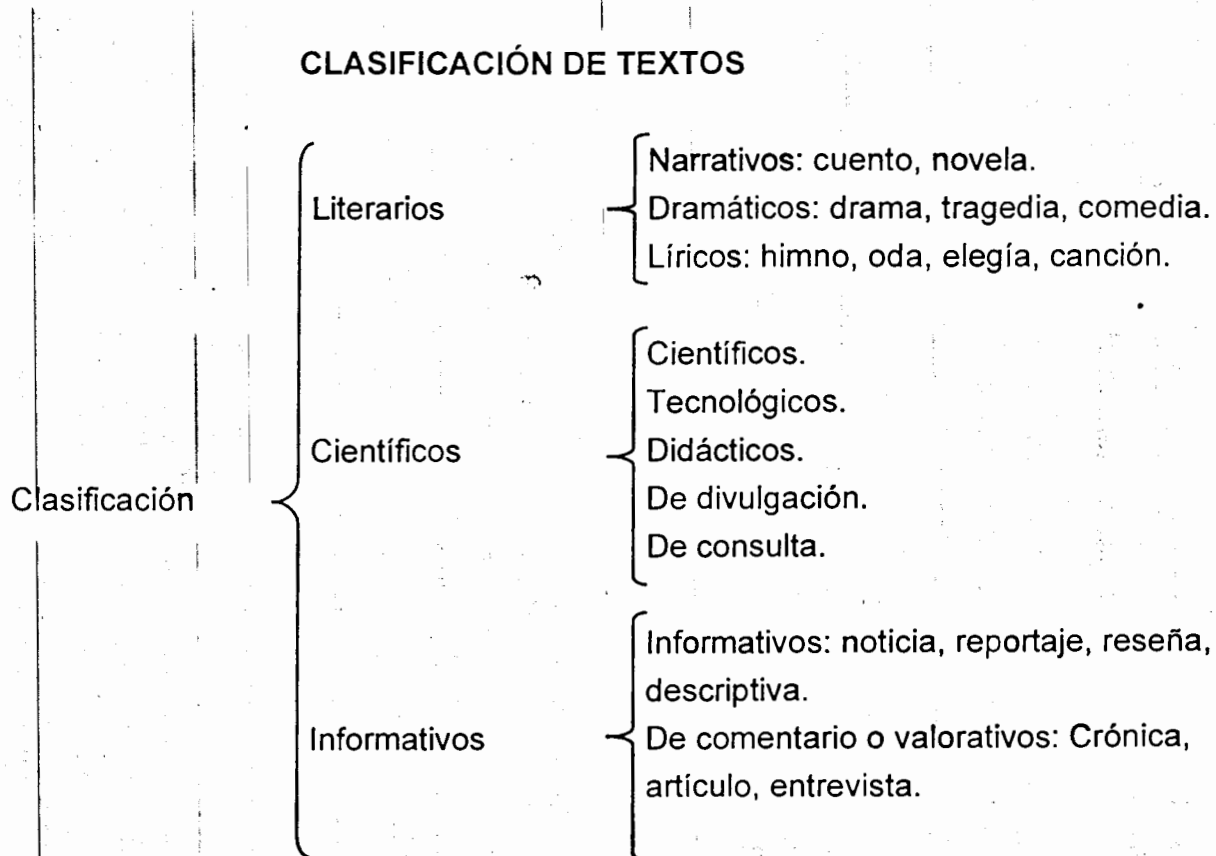 CLASIFICACIÓN DE TEXTOS
Narrativos: cuento, novela.
Literarios
Dramáticos: drama, tragedia, comedia.
Líricos: himno, oda, elegía, canción.
Científicos.
Tecnológicos.
Científicos
Didácticos.
Clasificación
De divulgación.
De consulta.
Informativos: noticia, reportaje, reseña,
descriptiva.
Informativos
De comentario o valorativos: Crónica,
artículo, entrevista.